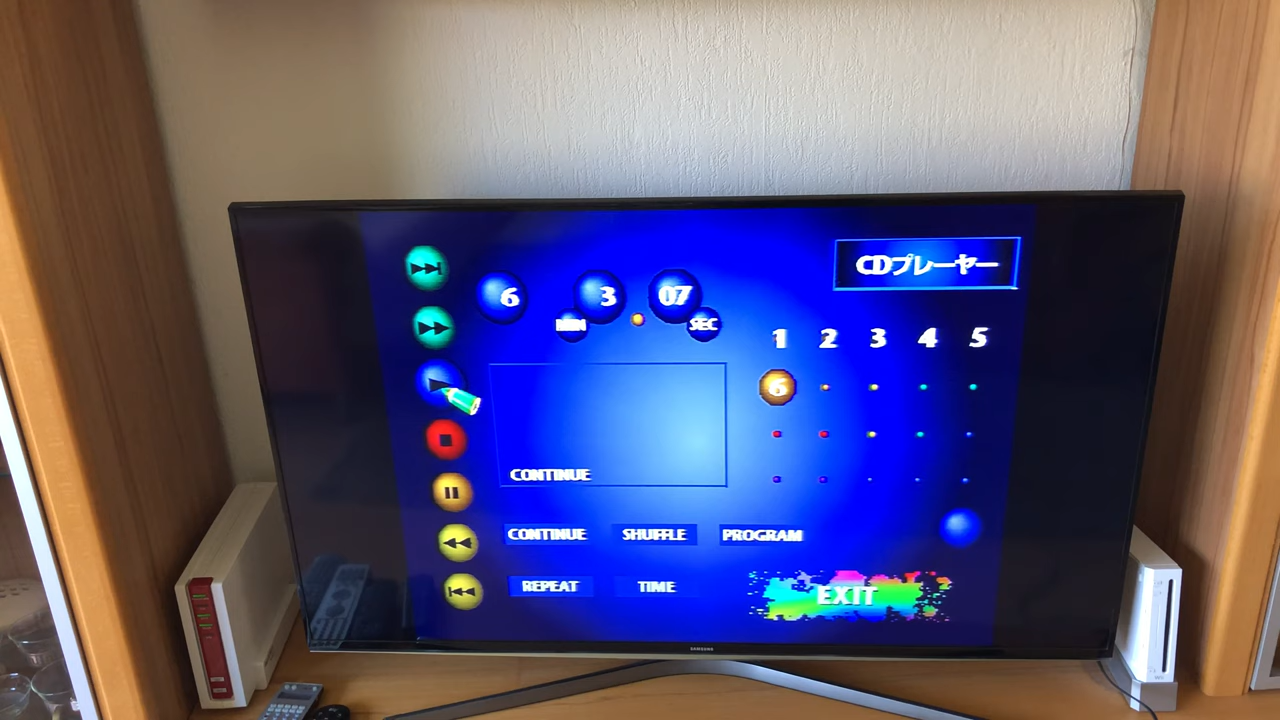 CDプレーヤー
6 3 07
MIN SEC
1 2 3 4 5
6
CONTINUE
CONTINUE SHUFFLE PROGRAM
REPEAT TIME
EXIT
SAMSUNG